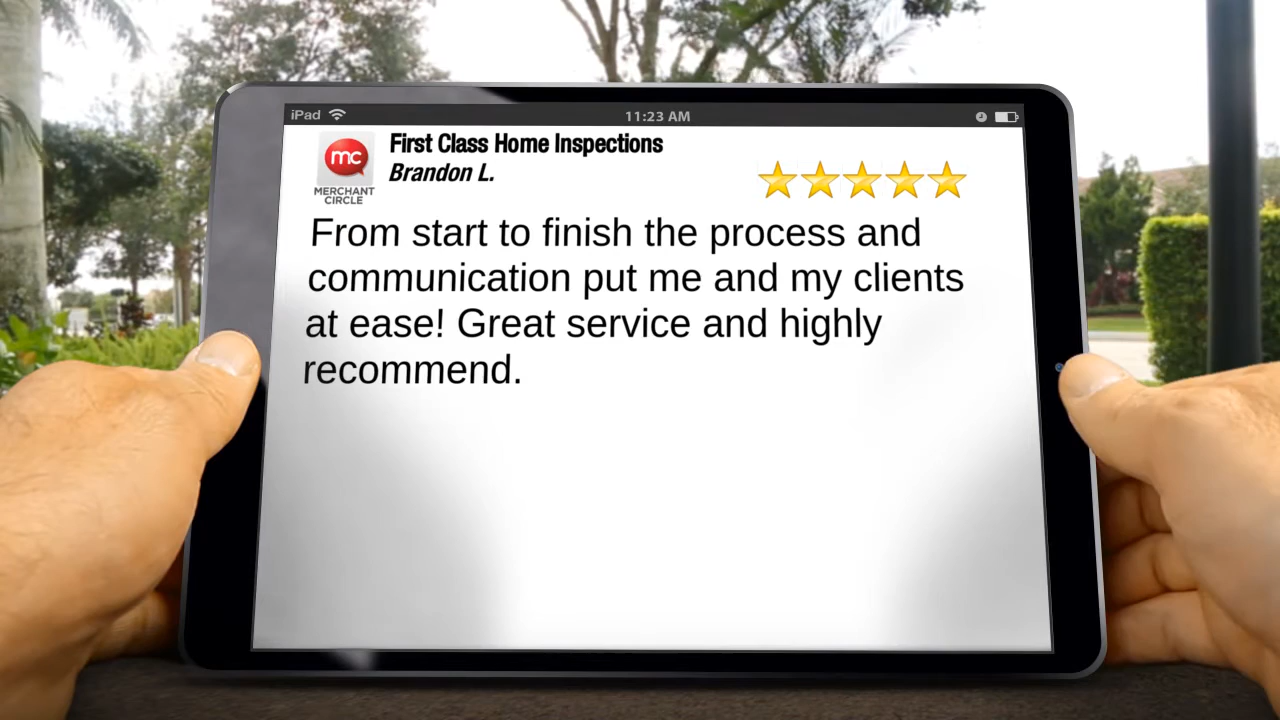 iPad
11:23 AM
mc
MERCHANT
CIRCLE
First Class Home Inspections
Brandon L.
From start to finish the process and
communication put me and my clients
at ease! Great service and highly
recommend.